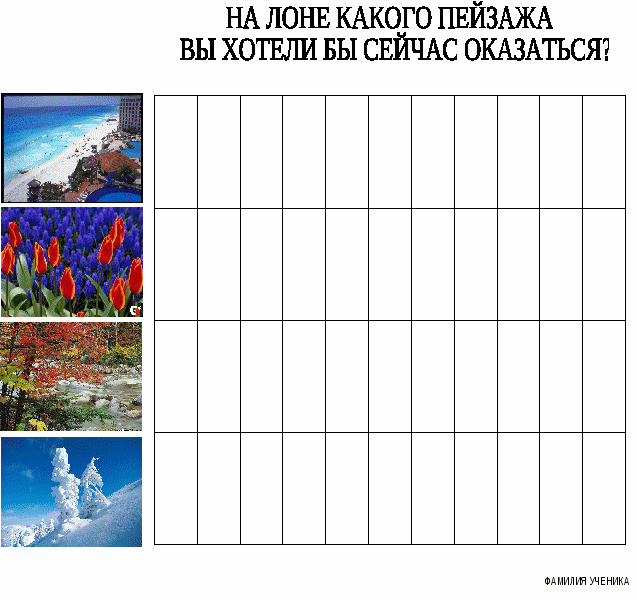 НА ЛОНЕ КАКОГО ПЕЙЗАЖА
ВЫ ХОТЕЛИ БЫ СЕЙЧАС ОКАЗАТЬСЯ?
ФАМИЛИЯ УЧЕНИКА